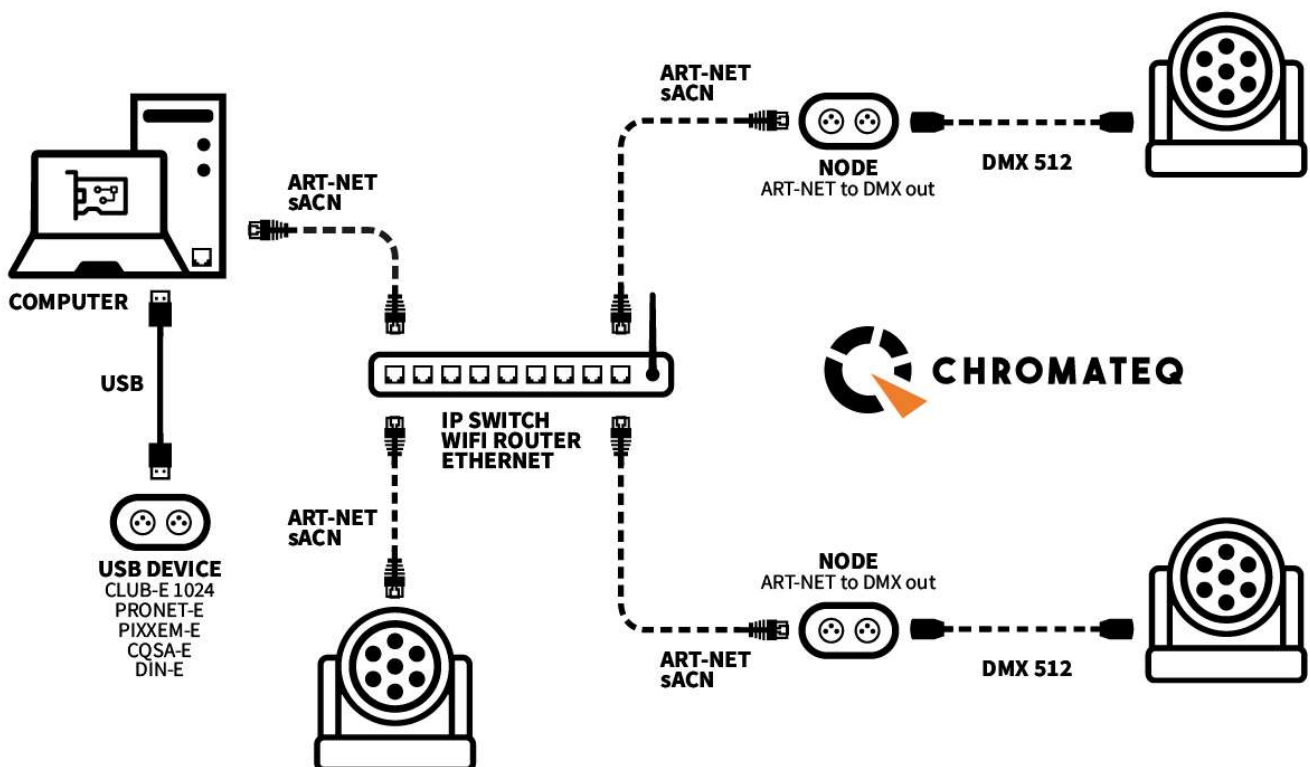 ART-NET
sACN
COMPUTER
USB
USB DEVICE
CLUB-E 1024
PRONET-E
PIXXEM-E
CQSA-E
DIN-E
IP SWITCH
WIFI ROUTER
ETHERNET
ART-NET
sACN
ART-NET
sACN
NODE
ART-NET to DMX out
DMX 512
CHROMATEQ
NODE
ART-NET to DMX out
ART-NET
sACN
DMX 512